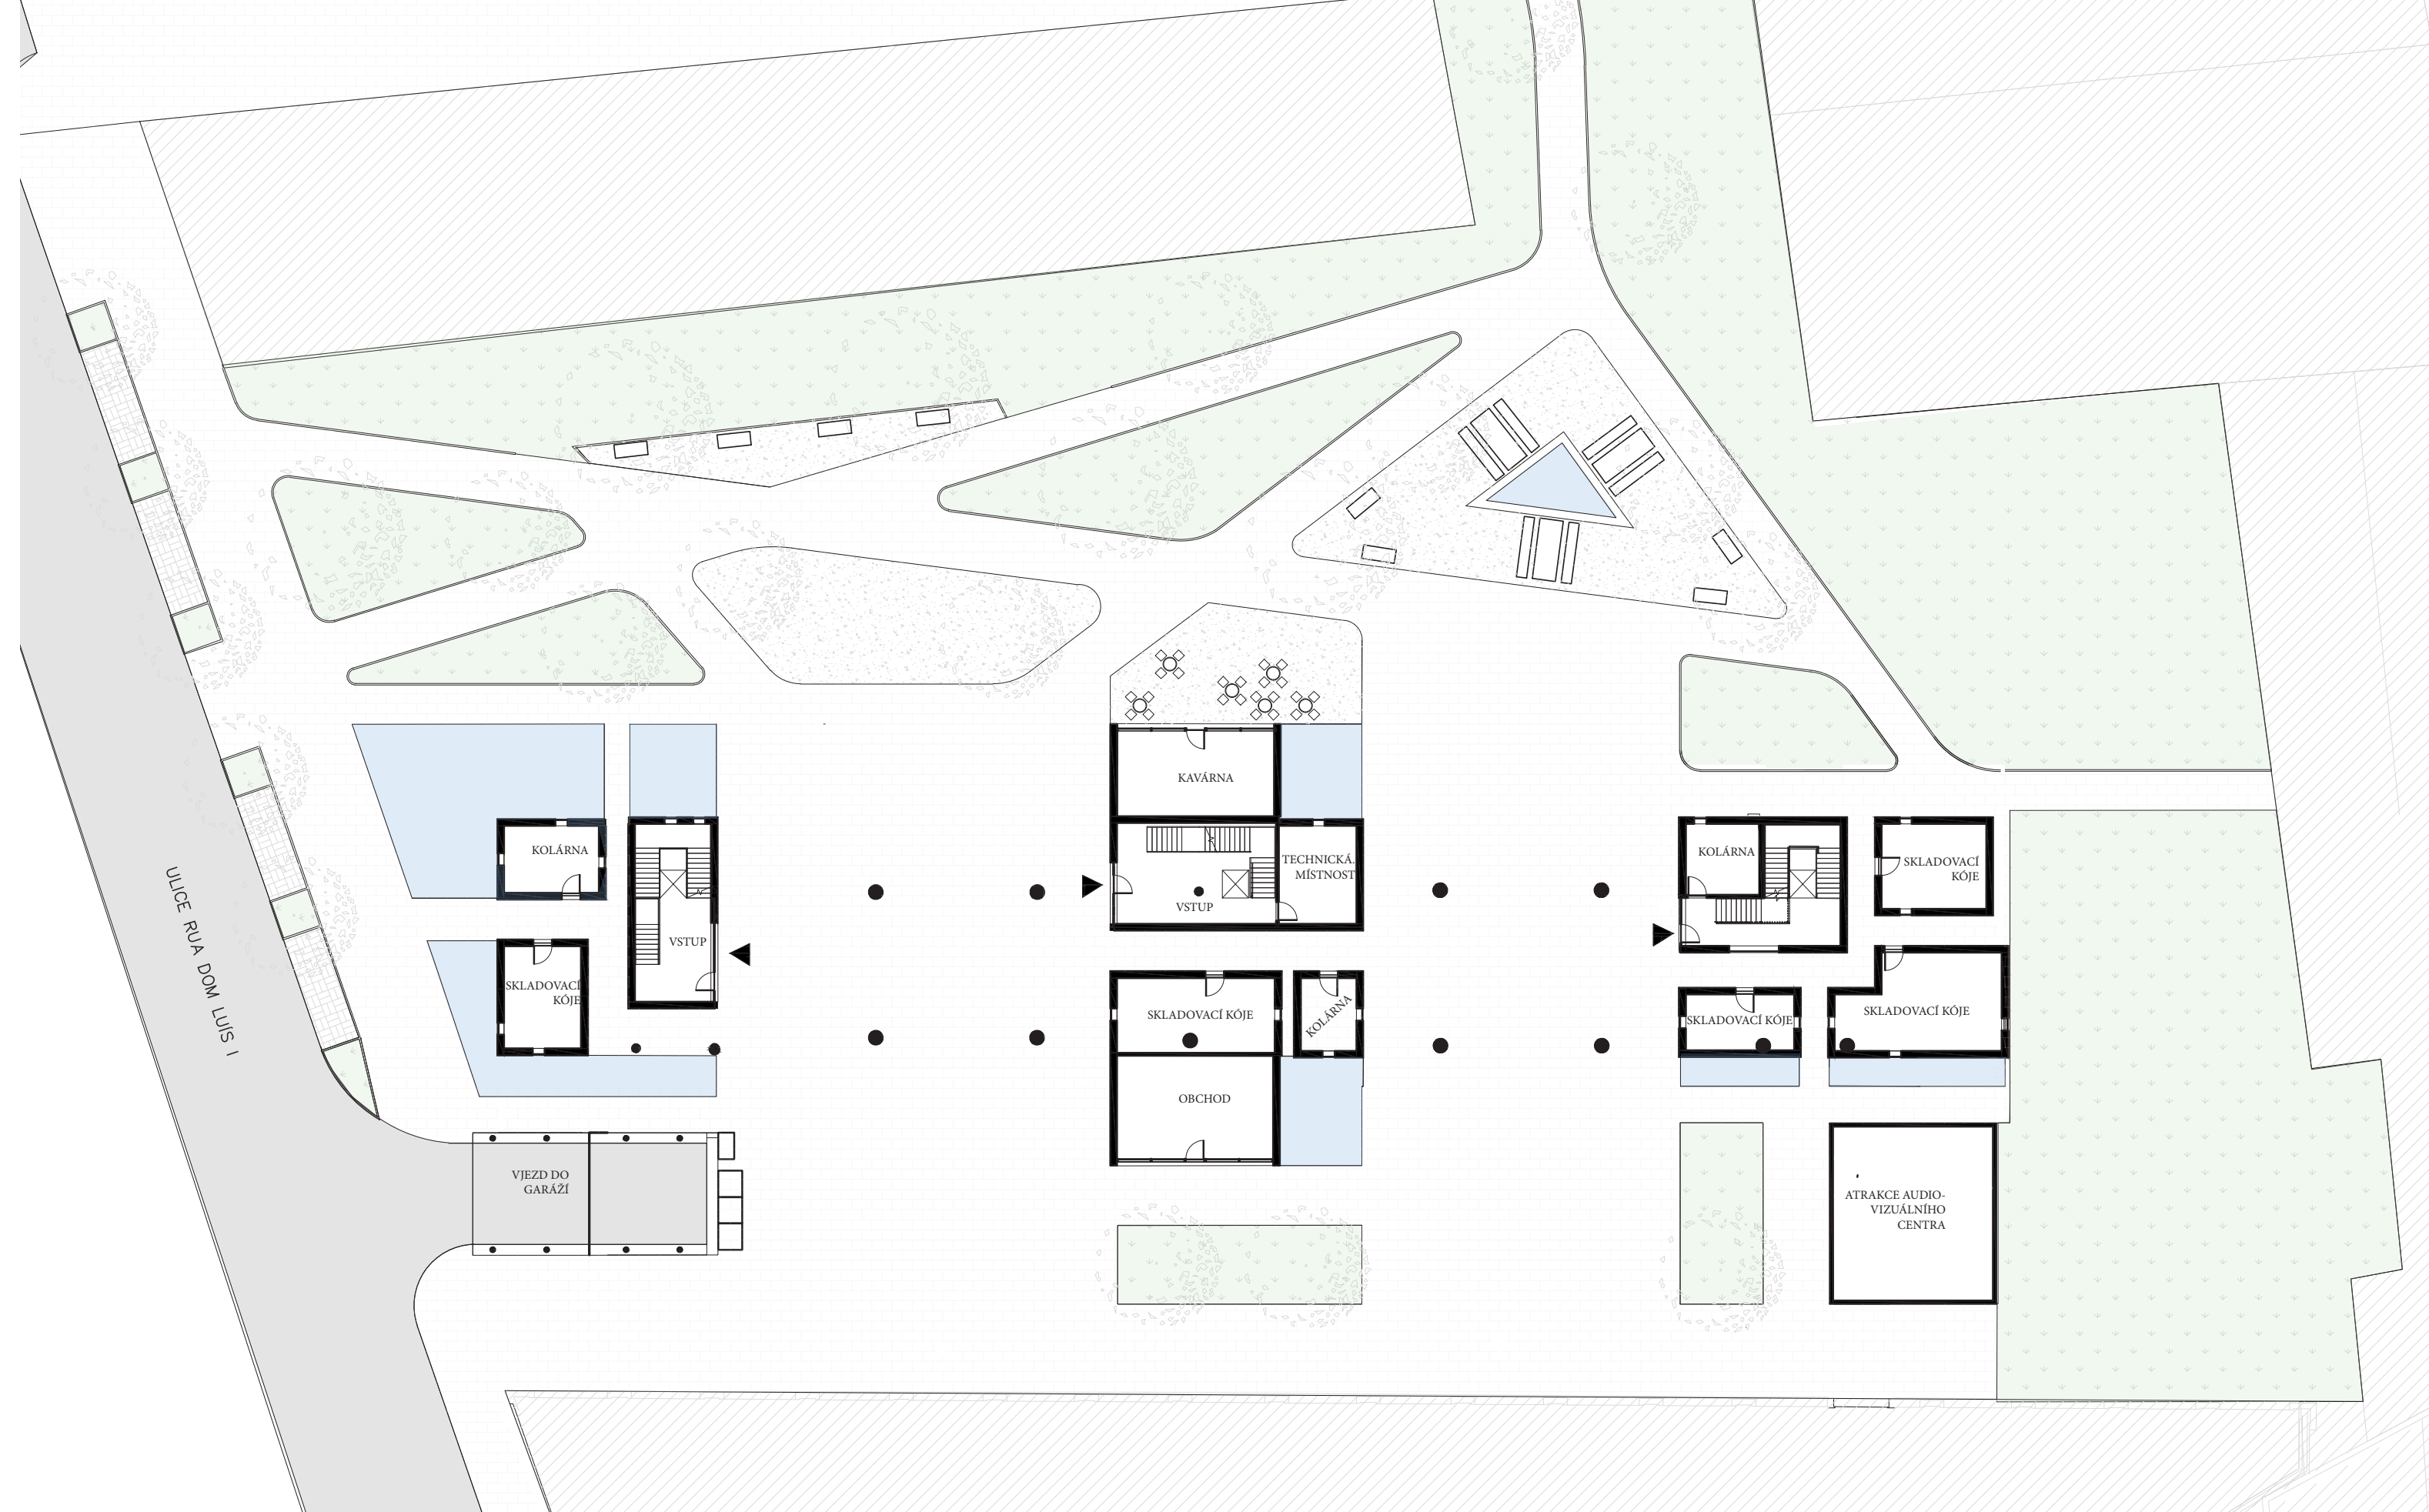 KAVÁRNA
KOLÁRNA
VSTUP
SKLADOVACÍ
KÓJE
TECHNICKÁ.
MÍSTNOST
VSTUP
KOLÁRNA
SKLADOVACÍ
KÓJE
SKLADOVACÍ KÓJE
KOLÁRNA
SKLADOVACÍ KÓJE
SKLADOVACÍ KÓJE
OBCHOD
ULICE RUA DOM LUÍS I
VJEZD DO
GARÁŽÍ
ATRAKCE AUDIO-
VIZUÁLNÍHO
CENTRA